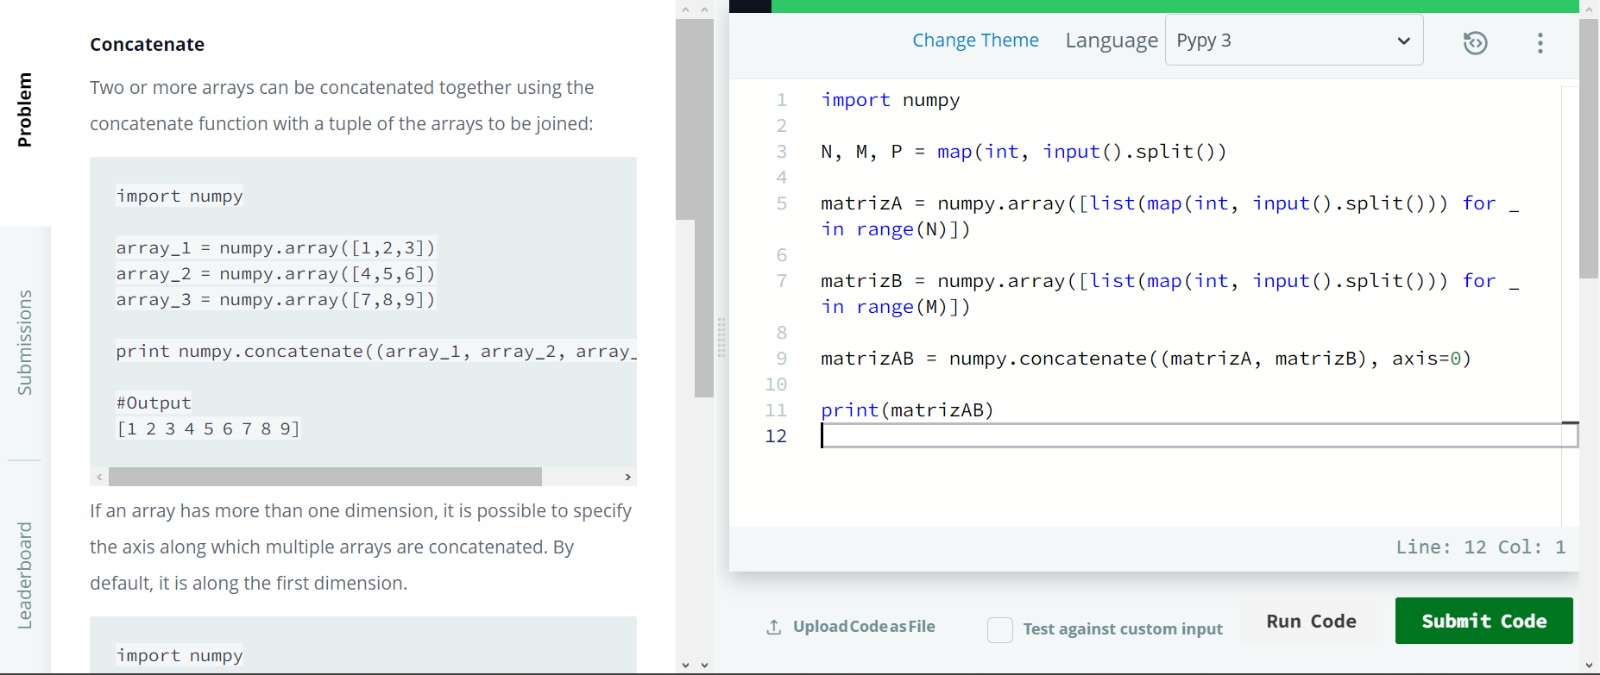 Problem
Submissions
Leaderboard
Concatenate
Two or more arrays can be concatenated together using the
concatenate function with a tuple of the arrays to be joined:
import numpy
array_1 = numpy.array([1,2,3])
array_2 = numpy.array([4,5,6])
array_3 = numpy.array([7,8,9])
print numpy.concatenate((array_1, array_2, array_
#Output
[1 2 3 4 5 6 7 8 9]
If an array has more than one dimension, it is possible to specify
the axis along which multiple arrays are concatenated. By
default, it is along the first dimension.
import numpy
Change Theme Language Pypy 3
1 import numpy
2
3 N, M, P = map(int, input().split())
4
5 matrizA = numpy.array([list(map(int, input().split())) for _
in range(N)])
6
7 matrizB = numpy.array([list(map(int, input().split())) for _
in range(M)])
8
9 matrizAB = numpy.concatenate((matrizA, matrizB), axis=0)
10
11 print(matrizAB)
12
Line: 12 Col: 1
Upload Code as File Test against custom input Run Code Submit Code